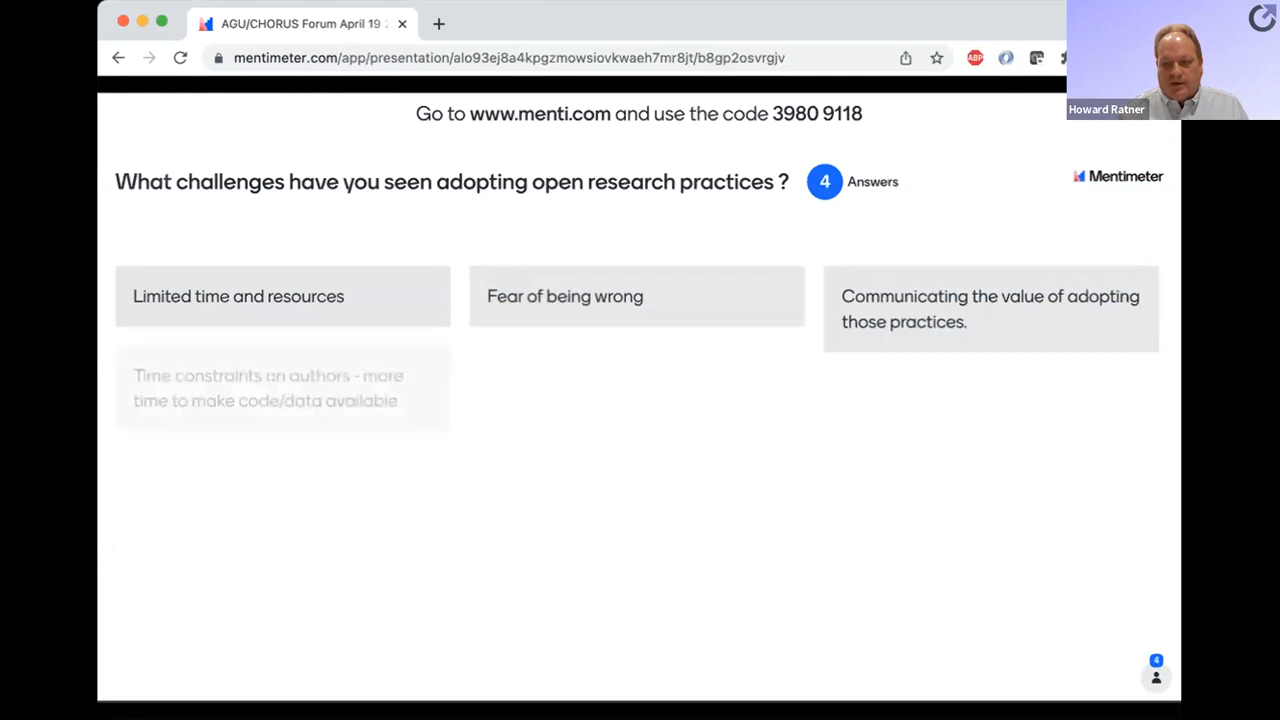 AGU/CHORUS Forum April 19
mentimeter.com/app/presentation/alo93ej8a4kpgzmowsiovkwaeh7mr8jt/b8gp2osvrgjv
ABP
Howard Ratner
Go to www.menti.com and use the code 3980 9118
What challenges have you seen adopting open research practices ?
4 Answers
Mentimeter
Limited time and resources
Fear of being wrong
Communicating the value of adopting
those practices.
Time constraints on authors - more
time to make code/data available
4